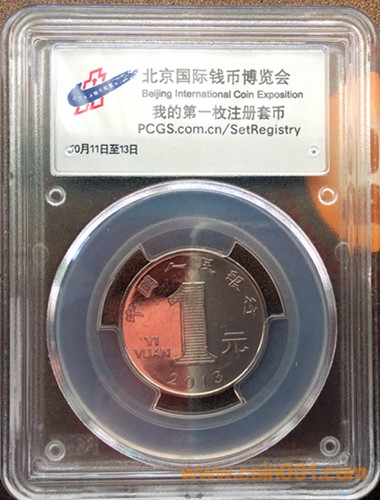 北京国际钱币博览会
Beijing International Coin Exposition
我的第一枚注册套币
PCGS.com.cn/SetRegistry
10月11日至13日
中国人民银行
1
元
YI
YUAN
2013
www.coin001.com